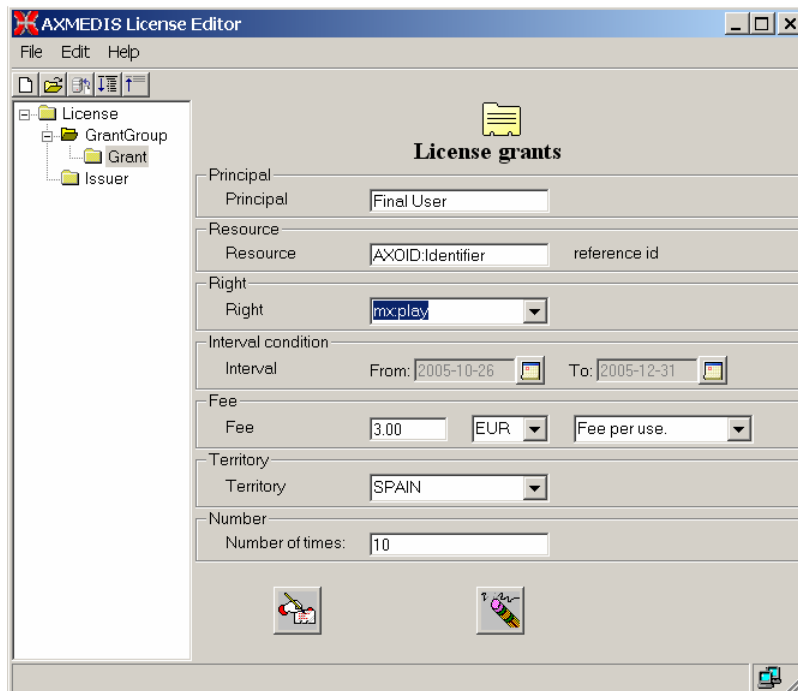 AXMEDIS License Editor
File Edit Help
License
GrantGroup
Grant
Issuer
License grants
Principal
Principal Final User
Resource
Resource AXOID:Identifier reference id
Right
Right mx:play
Interval condition
Interval From: 2005-10-26 To: 2005-12-31
Fee
Fee 3.00 EUR Fee per use.
Territory
Territory SPAIN
Number
Number of times: 10